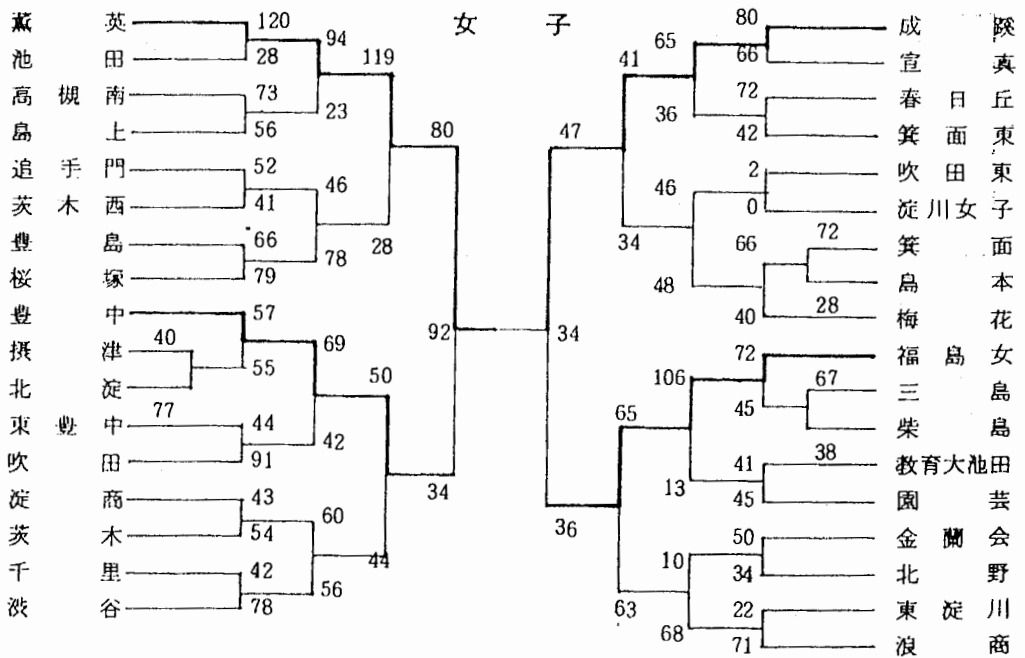 女子
薫英 120
94
池田 28
119
高槻南 73
23
島上 56
80
追手門 52
46
茨木西 41
28
豊島 66
78
桜塚 79
豊中 57
69
摂津 40
55
北淀
50
92
東豊中 77
44
42
吹田 91
34
淀商 43
60
茨木 54
44
千里 42
56
渋谷 78
80 成蹊
65
66 宣真
41
72 春日丘
36
42 箕面東
47
2 吹田東
46
0 淀川女子
34
72 箕面
66
48
島本
40
28 梅花
34
72 福島女
106
67 三島
45
柴島
65
38 教育大池田
41
13
45 園芸
36
50 金蘭会
10
34 北野
63
22 東淀川
68
71 浪商